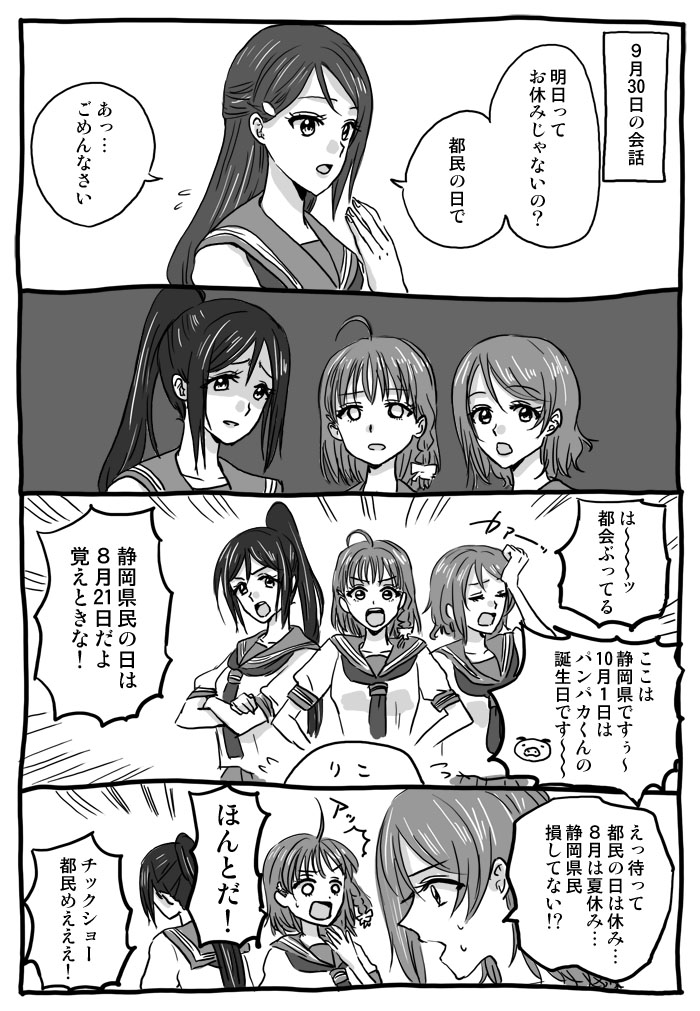 9月30日の会話
明日って
お休みじゃないの?
都民の日で
あっ…
ごめんなさい
は〜〜〜ッ
都会ぶってる
かァー〜
ここは
静岡県ですぅ〜
10月1日は
パンパカくんの
誕生日です〜〜
静岡県民の日は
8月21日だよ
覚えときな!
りこ
えっ待って
都民の日は休み…
8月は夏休み…
静岡県民
損してない!?
アッ
ほんとだ!
チックショー
都民めえええ!